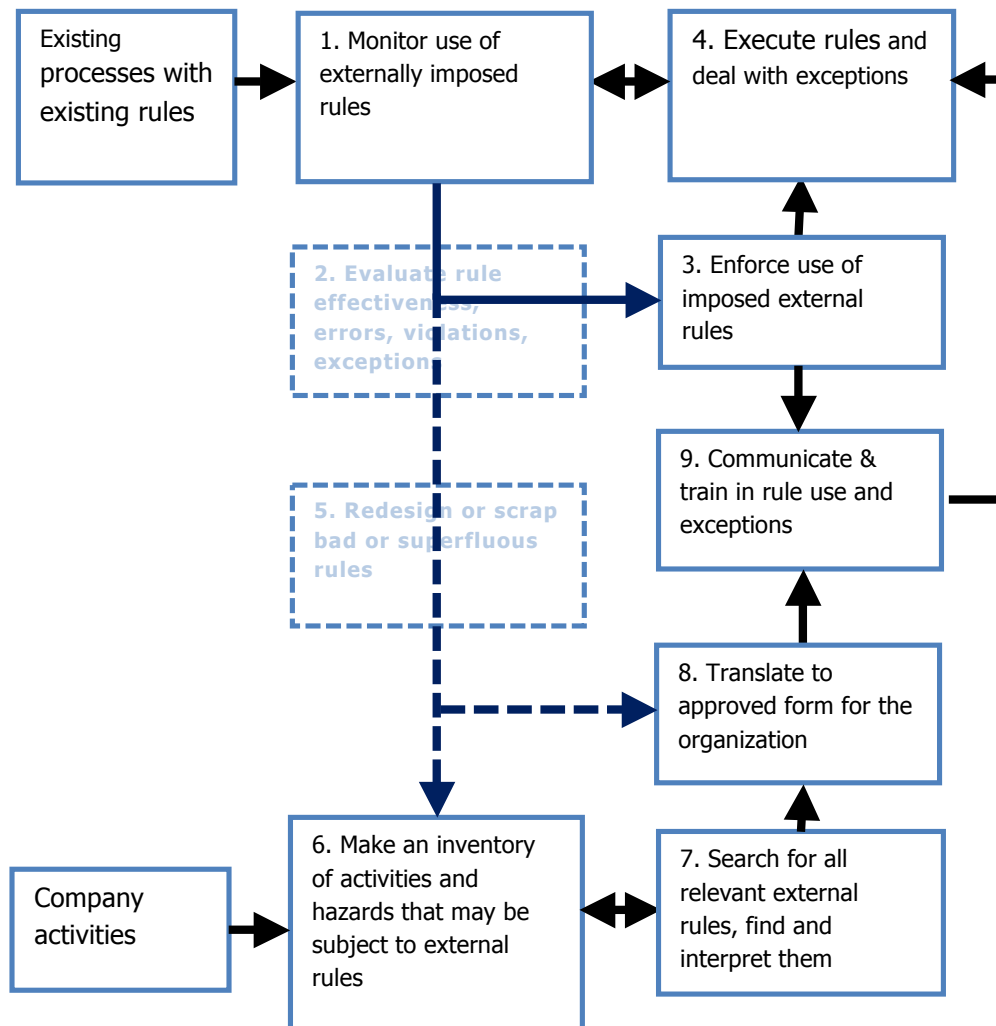 Existing
processes with
existing rules
1. Monitor use of
externally imposed
rules
4. Execute rules and
deal with exceptions
2. Evaluate rule
effectiveness,
errors, violations,
exceptions
3. Enforce use of
imposed external
rules
9. Communicate &
train in rule use and
exceptions
5. Redesign or scrap
bad or superfluous
rules
8. Translate to
approved form for the
organization
6. Make an inventory
of activities and
hazards that may be
subject to external
rules
7. Search for all
relevant external
rules, find and
interpret them
Company
activities